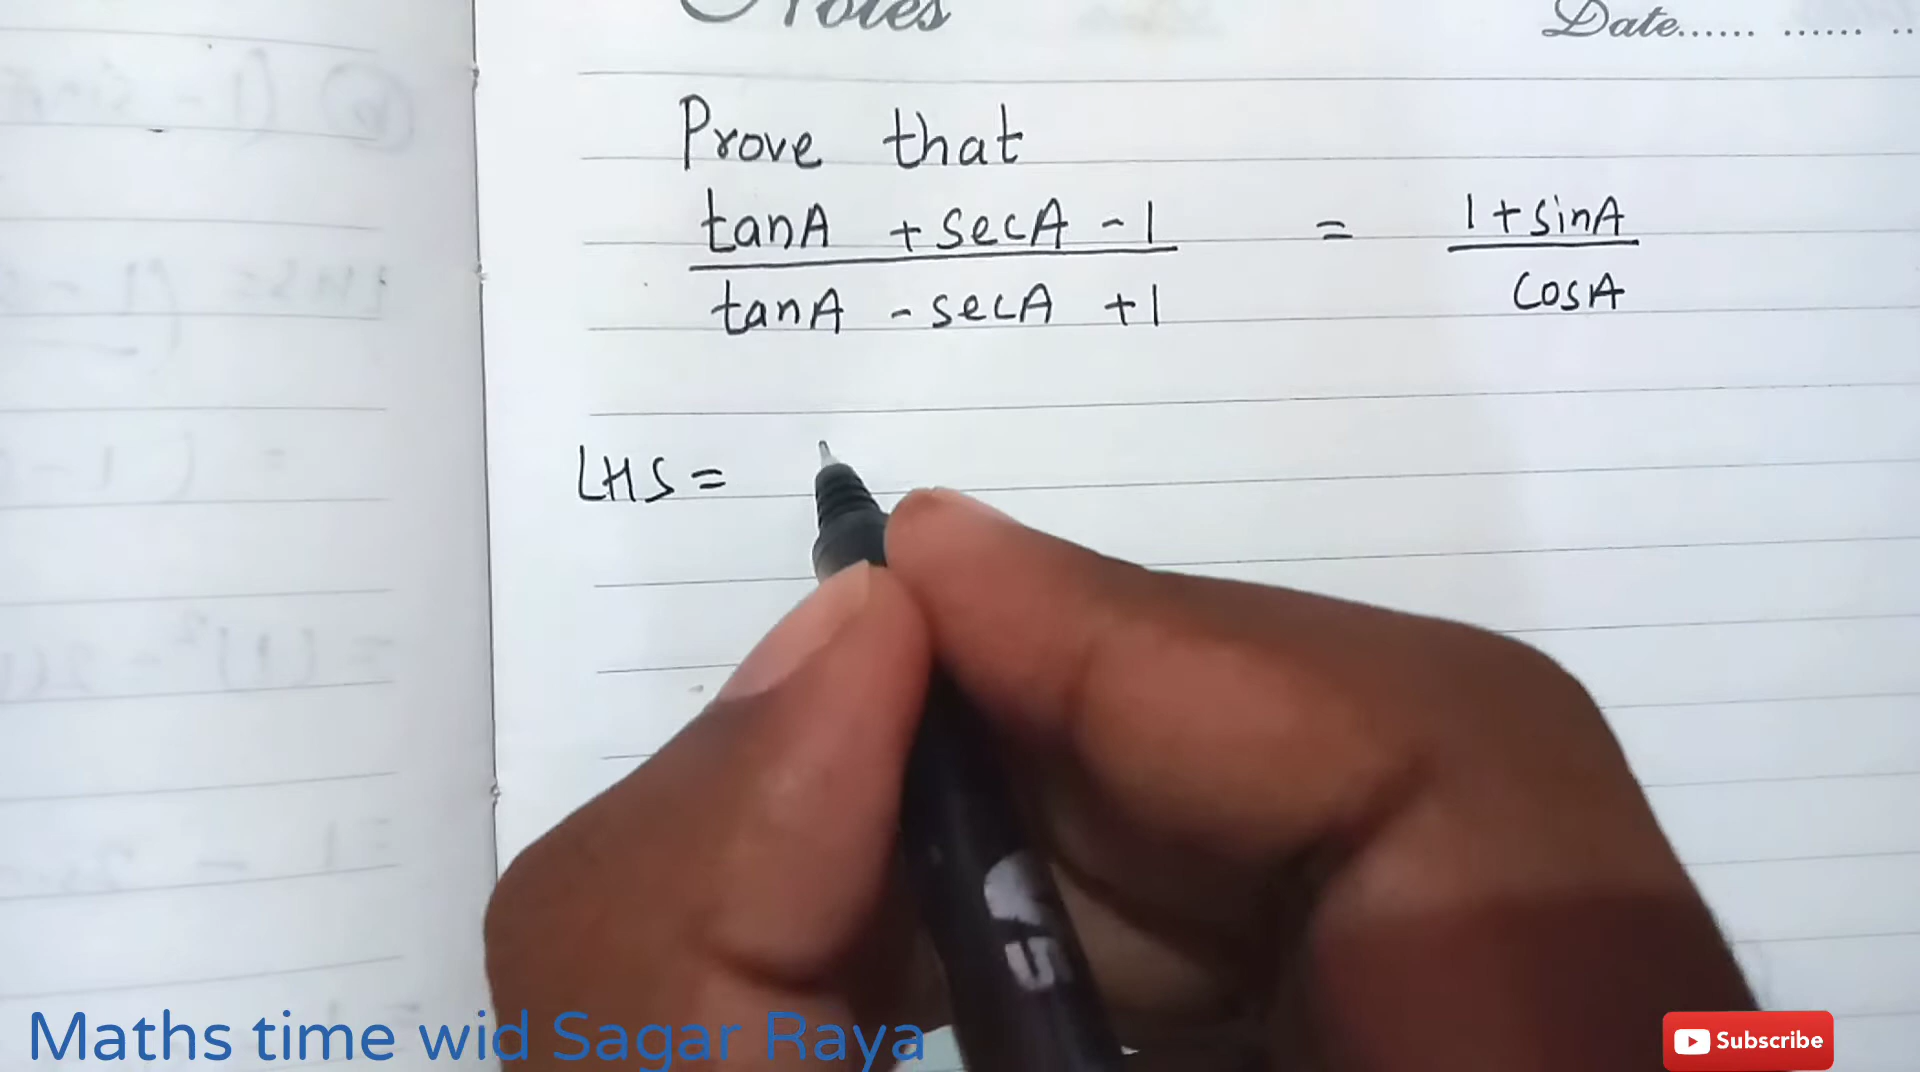 Notes
Date...... ...... ..
Prove that
tanA + secA - 1 = 1 + sinA
tanA - secA + 1 cosA
LHS =
Maths time wid Sagar Raya
Subscribe